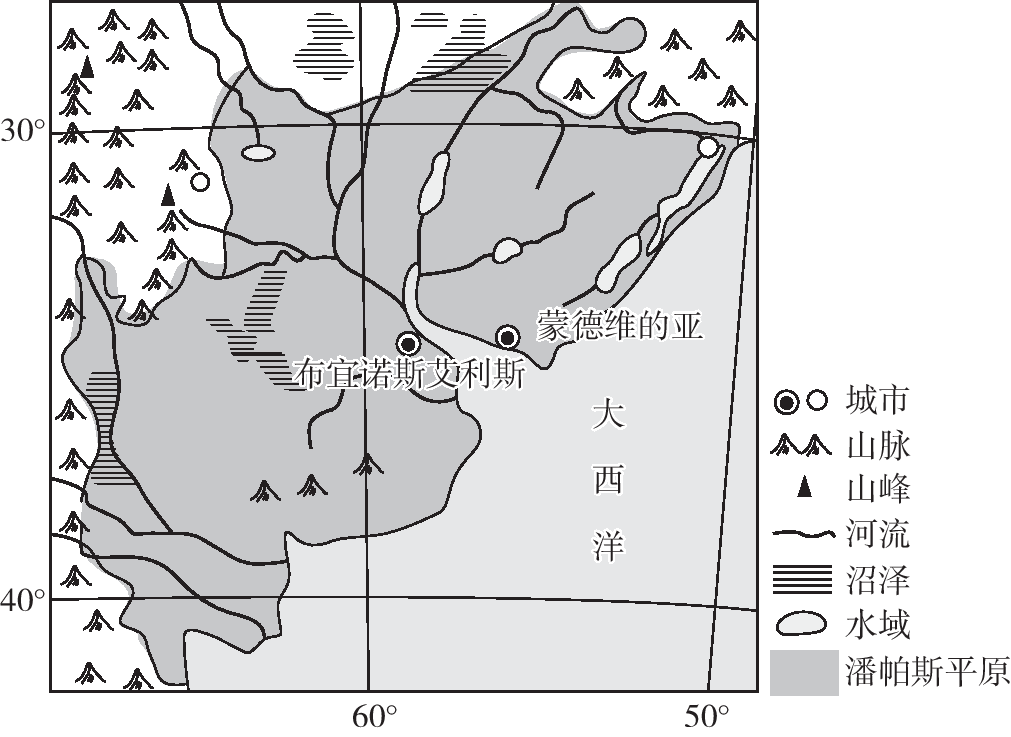 30°
40°
蒙德维的亚
布宜诺斯艾利斯
大
西
洋
60°
50°
城市
山脉
山峰
河流
沼泽
水域
潘帕斯平原